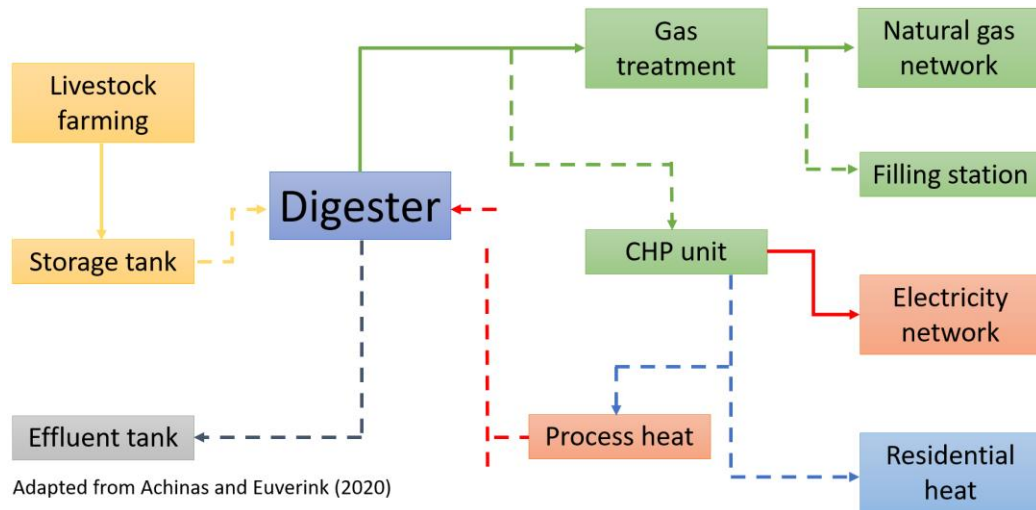 Livestock
farming
Storage tank
Effluent tank
Digester
Gas
treatment
CHP unit
Process heat
Natural gas
network
Filling station
Electricity
network
Residential
heat
Adapted from Achinas and Euverink (2020)